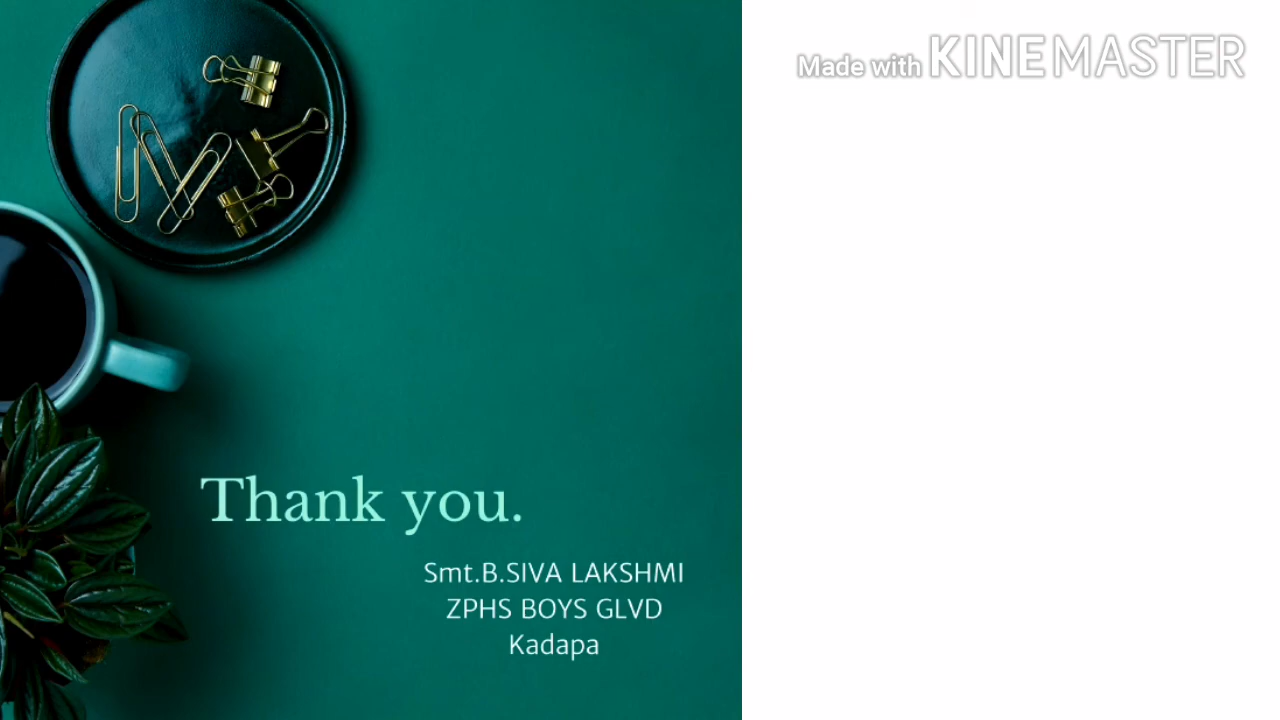 Made with KINEMASTER
Thank you.
Smt.B.SIVA LAKSHMI
ZPHS BOYS GLVD
Kadapa